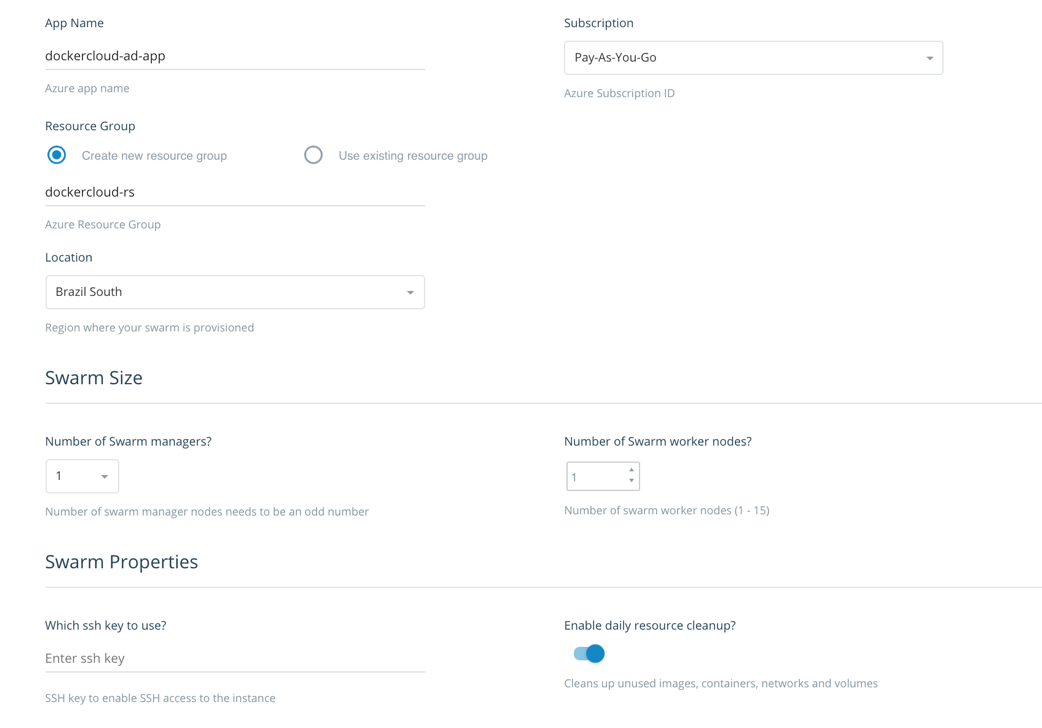 App Name
dockercloud-ad-app
Azure app name
Subscription
Pay-As-You-Go
Azure Subscription ID
Resource Group
Create new resource group
Use existing resource group
dockercloud-rs
Azure Resource Group
Location
Brazil South
Region where your swarm is provisioned
Swarm Size
Number of Swarm managers?
1
Number of swarm manager nodes needs to be an odd number
Number of Swarm worker nodes?
1
Number of swarm worker nodes (1 - 15)
Swarm Properties
Which ssh key to use?
Enter ssh key
SSH key to enable SSH access to the instance
Enable daily resource cleanup?
Cleans up unused images, containers, networks and volumes